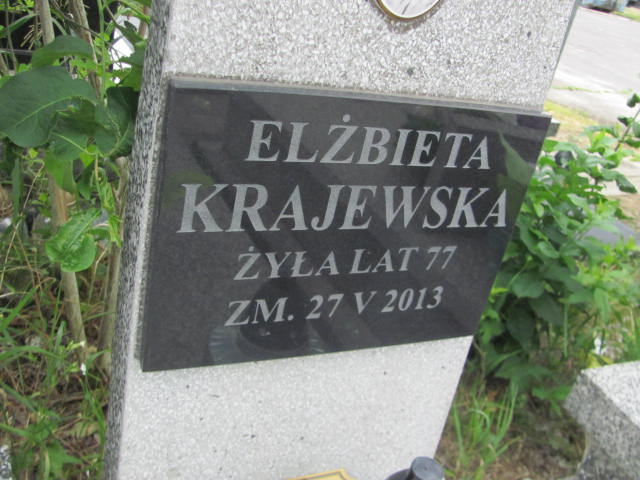 ELŻBIETA
KRAJEWSKA
ŻYŁA LAT 77
ZM. 27 V 2013